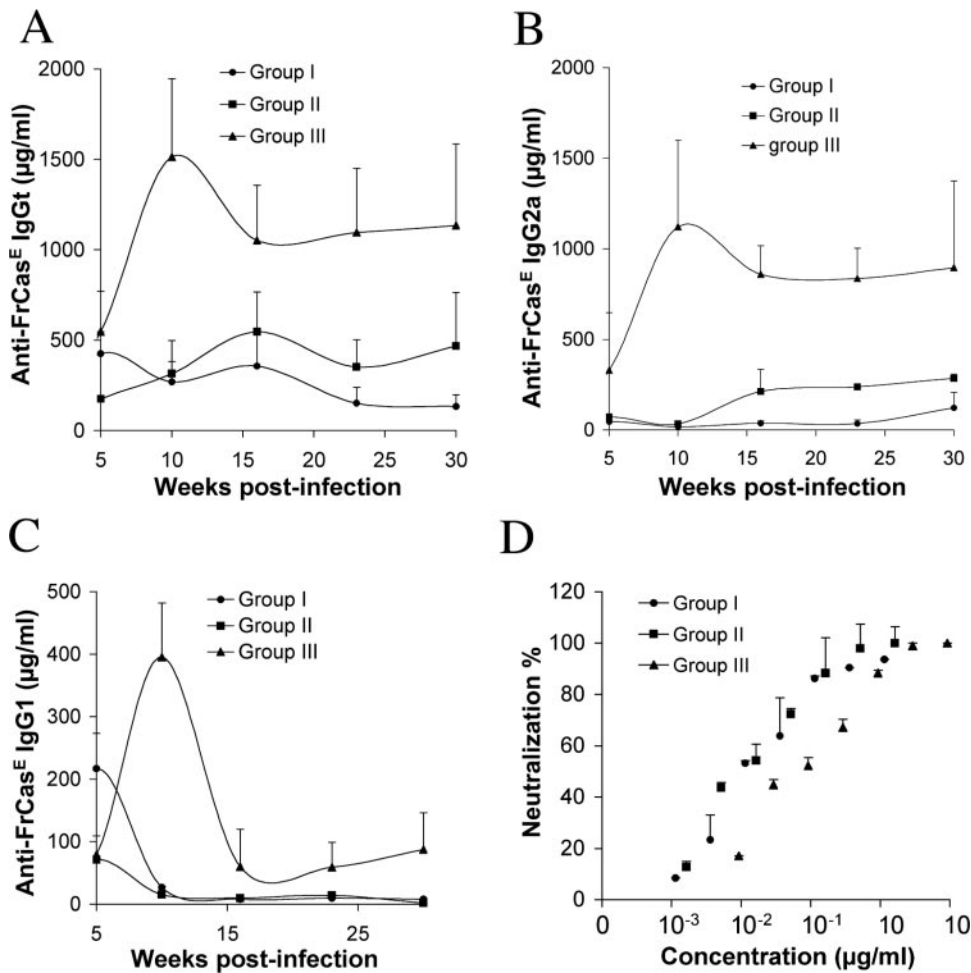 A
2000
1500
1000
500
0
Anti-FrCasᴱ IgGt (µg/ml)
Group I
Group II
Group III
5 10 15 20 25 30
Weeks post-infection
B
2000
1500
1000
500
0
Anti-FrCasᴱ IgG2a (µg/ml)
Group I
Group II
group III
5 10 15 20 25 30
Weeks post-infection
C
500
400
300
200
100
0
Anti-FrCasᴱ IgG1 (µg/ml)
Group I
Group II
Group III
5 15 25
Weeks post-infection
D
120
100
80
60
40
20
0
Neutralization %
Group I
Group II
Group III
0 10⁻³ 10⁻² 10⁻¹ 10 10
Concentration (µg/ml)